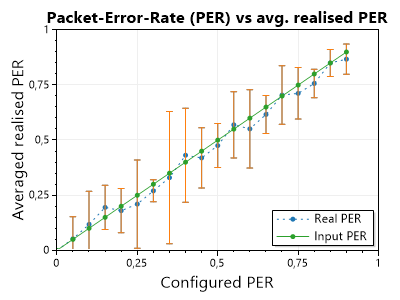 Packet-Error-Rate (PER) vs avg. realised PER
Averaged realised PER
1
0,75
0,5
0,25
0
0
0,25
0,5
0,75
1
Real PER
Input PER
Configured PER